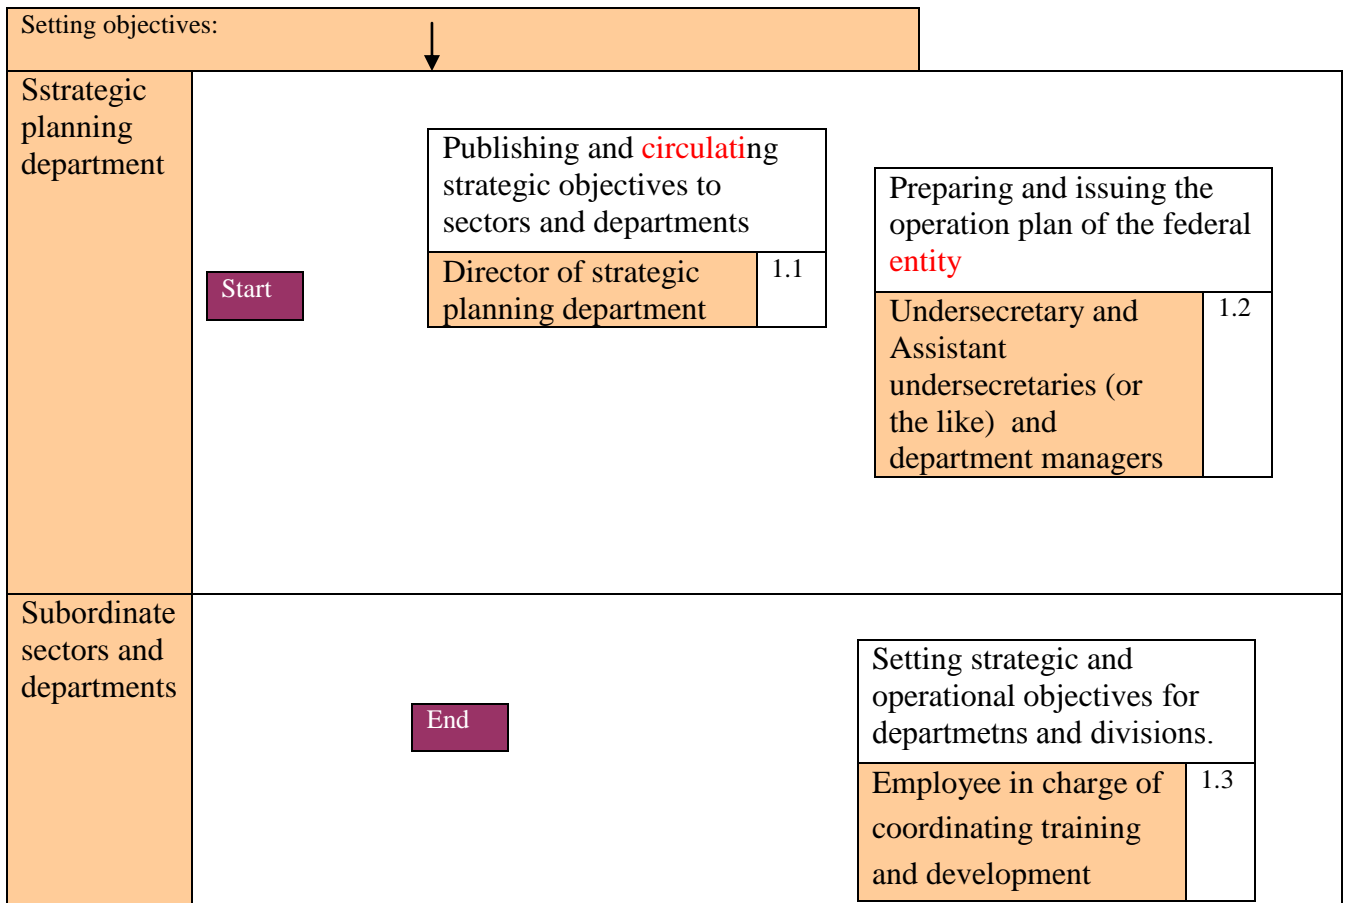 Setting objectives:
Sstrategic
planning
department
Start
Publishing and circulating
strategic objectives to
sectors and departments
Director of strategic
planning department
1.1
Preparing and issuing the
operation plan of the federal
entity
Undersecretary and
Assistant
undersecretaries (or
the like) and
department managers
1.2
Subordinate
sectors and
departments
End
Setting strategic and
operational objectives for
departmetns and divisions.
Employee in charge of
coordinating training
and development
1.3